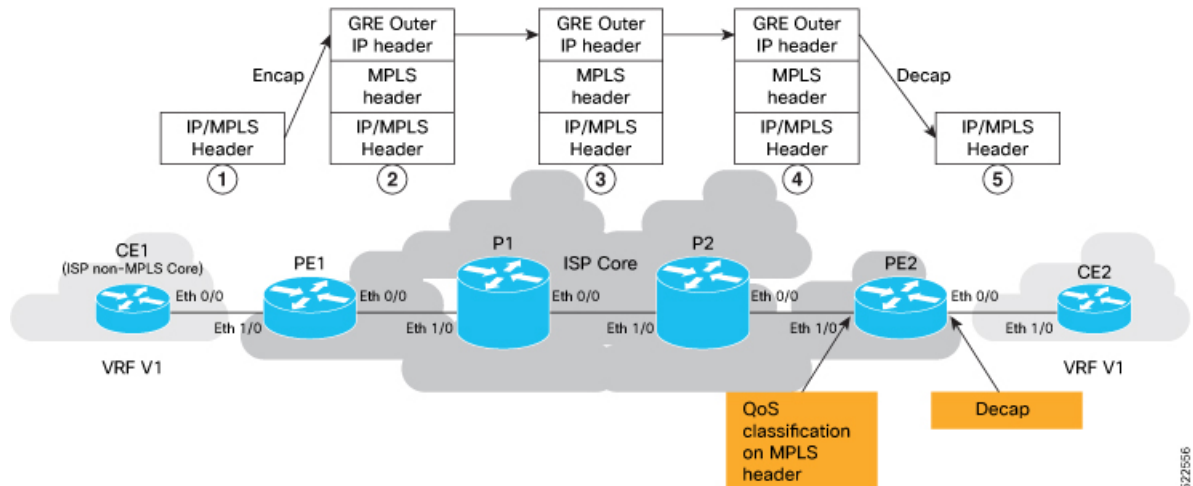 GRE Outer
IP header
GRE Outer
IP header
GRE Outer
IP header
Encap
MPLS
header
MPLS
header
MPLS
header
Decap
IP/MPLS
Header
IP/MPLS
Header
IP/MPLS
Header
IP/MPLS
Header
IP/MPLS
Header
1
2
3
4
5
CE1
(ISP non-MPLS Core)
PE1
P1
ISP Core
P2
PE2
CE2
Eth 0/0
Eth 1/0
Eth 0/0
Eth 1/0
Eth 0/0
Eth 1/0
Eth 0/0
Eth 1/0
Eth 0/0
Eth 1/0
VRF V1
VRF V1
QoS
classification
on MPLS
header
Decap
522556